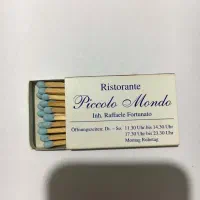 Ristorante
Piccolo Mondo
Inh. Raffaele Fortunato
Öffnungszeiten: Di. - So: 11.30 Uhr bis 14.30 Uhr
17.30 Uhr bis 23.30 Uhr
Montag Ruhetag